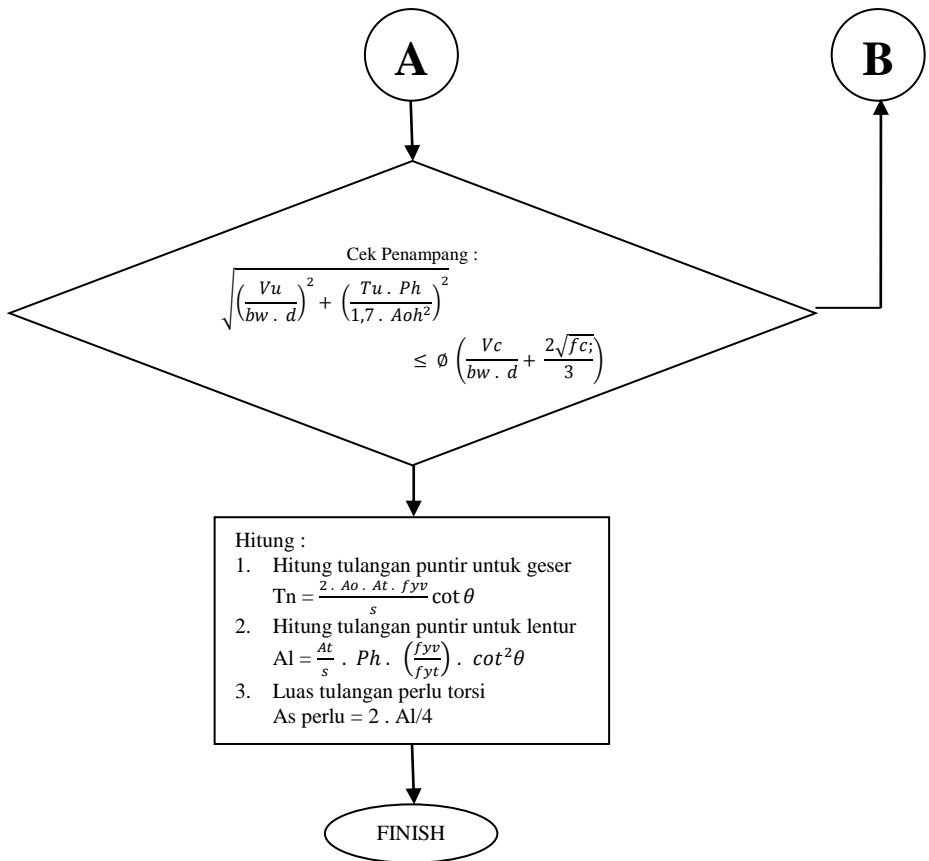 A
B
Cek Penampang :
√((Vu / bw . d)² + (Tu . Ph / 1,7 . Aoh²)²)
≤ ∅ (Vc / bw . d + 2√fc; / 3)
Hitung :
1. Hitung tulangan puntir untuk geser
Tn = (2 . Ao . At . fyv / s) cot θ
2. Hitung tulangan puntir untuk lentur
Al = At / s . Ph . (fyv / fyt) . cot²θ
3. Luas tulangan perlu torsi
As perlu = 2 . Al/4
FINISH